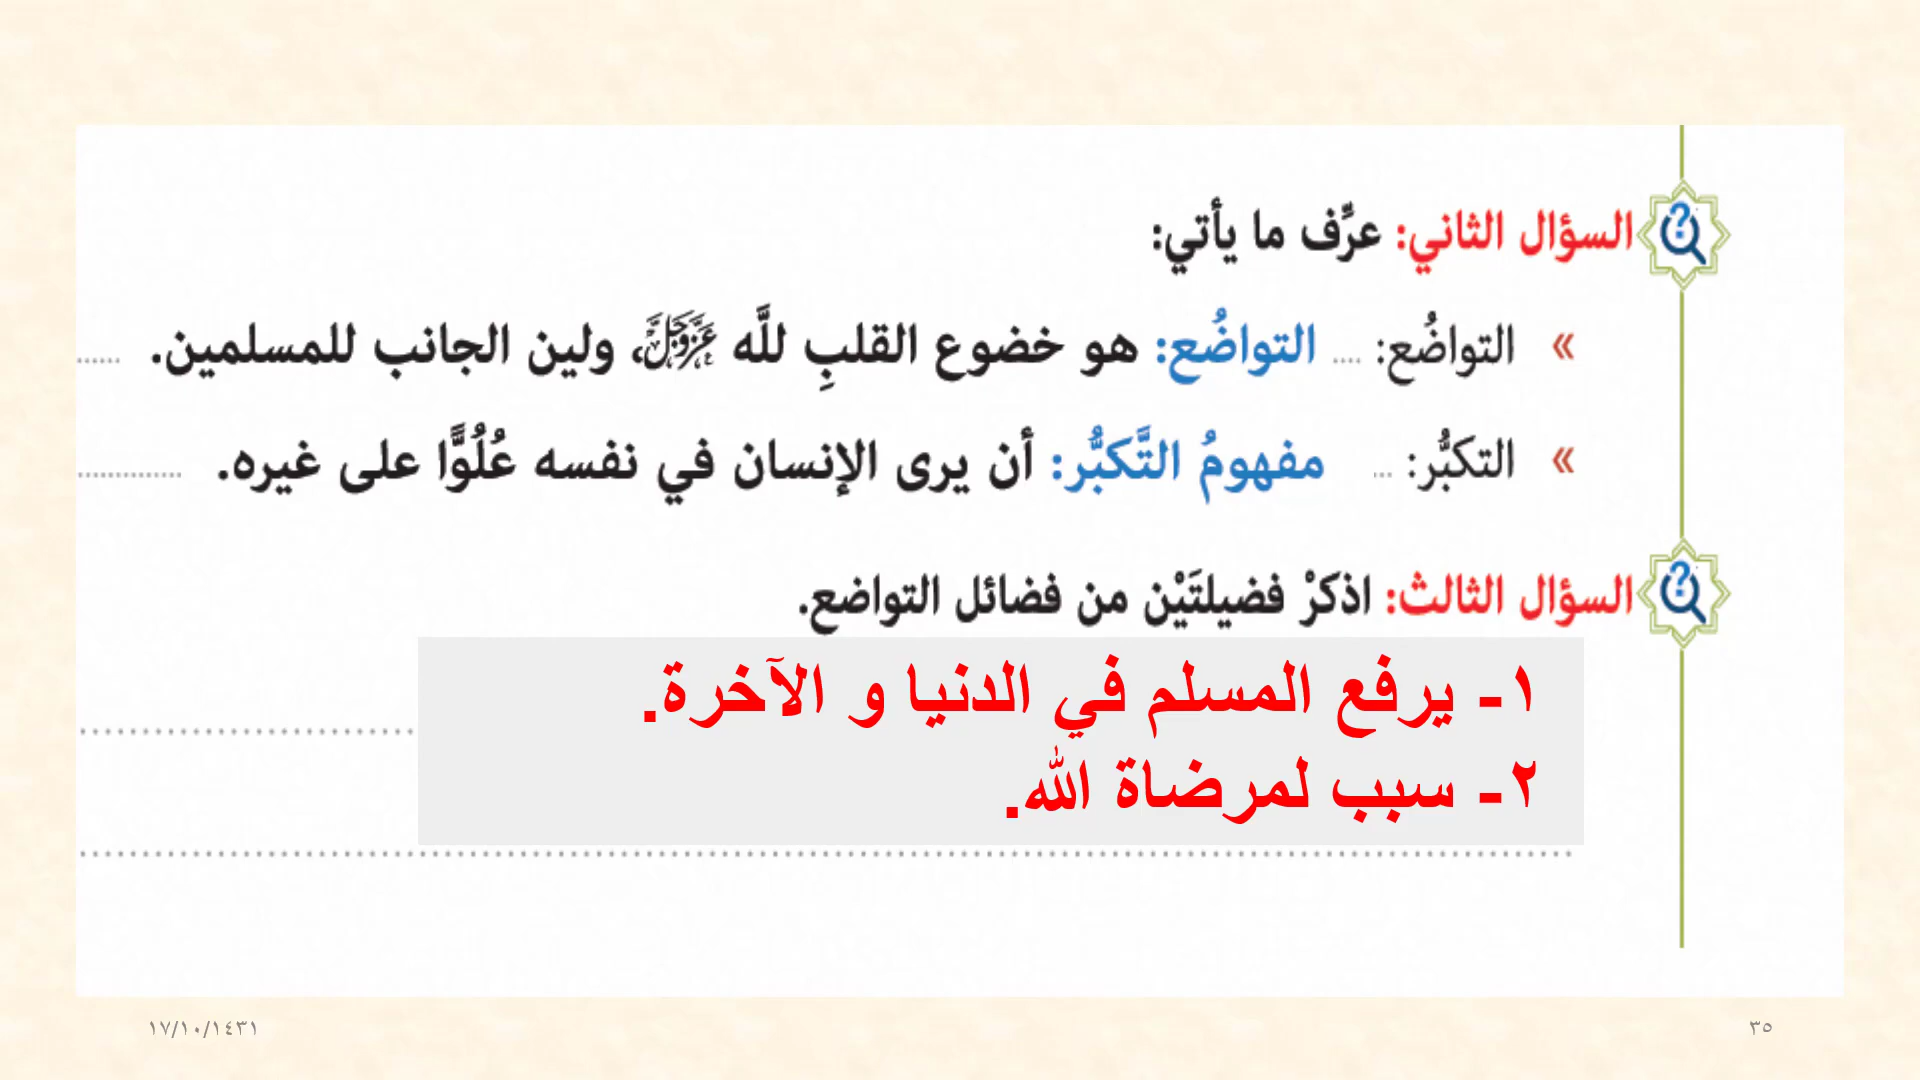 السؤال الثاني: عرِّف ما يأتي:
» التواضُع: .... التواضُع: هو خضوع القلبِ للَّه عَزَّوَجَلَّ، ولين الجانب للمسلمين. ......
» التكبُّر: ... مفهومُ التَّكبُّر: أن يرى الإنسان في نفسه عُلُوًّا على غيره. ..............
السؤال الثالث: اذكرْ فضيلتَيْن من فضائل التواضع.
١- يرفع المسلم في الدنيا و الآخرة.
٢- سبب لمرضاة الله.
١٧/١٠/١٤٣١
٣٥